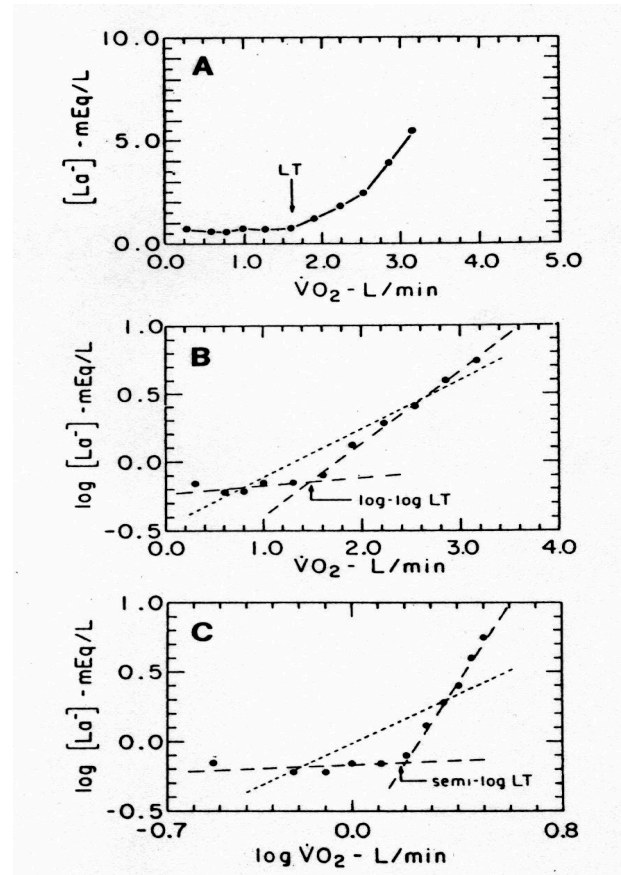 10.0
A
[La⁻] - mEq/L
5.0
LT
0.0
0.0 1.0 2.0 3.0 4.0 5.0
V̇O₂ - L/min
1.0
B
log [La⁻] - mEq/L
0.5
0.0
log-log LT
-0.5
0.0 1.0 2.0 3.0 4.0
V̇O₂ - L/min
1.0
C
log [La⁻] - mEq/L
0.5
0.0
semi-log LT
-0.5
-0.7 0.0 0.8
log V̇O₂ - L/min